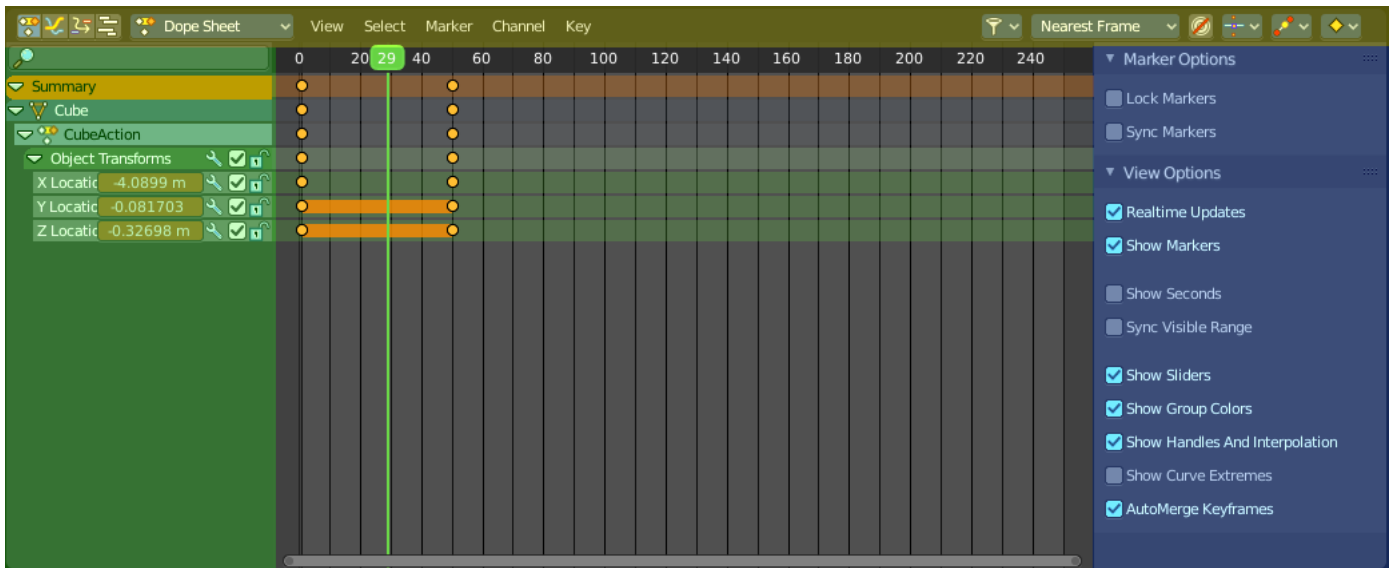 Dope Sheet View Select Marker Channel Key Nearest Frame
0 20 29 40 60 80 100 120 140 160 180 200 220 240
Summary
Cube
CubeAction
Object Transforms
X Locatic -4.0899 m
Y Locatic -0.081703
Z Locatic -0.32698 m
Marker Options
Lock Markers
Sync Markers
View Options
Realtime Updates
Show Markers
Show Seconds
Sync Visible Range
Show Sliders
Show Group Colors
Show Handles And Interpolation
Show Curve Extremes
AutoMerge Keyframes